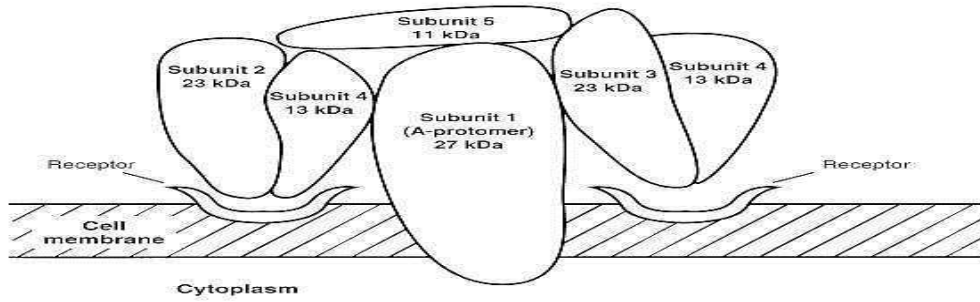 Subunit 5
11 kDa
Subunit 2
23 kDa
Subunit 4
13 kDa
Subunit 1
(A-protomer)
27 kDa
Subunit 3
23 kDa
Subunit 4
13 kDa
Receptor
Receptor
Cell
membrane
Cytoplasm